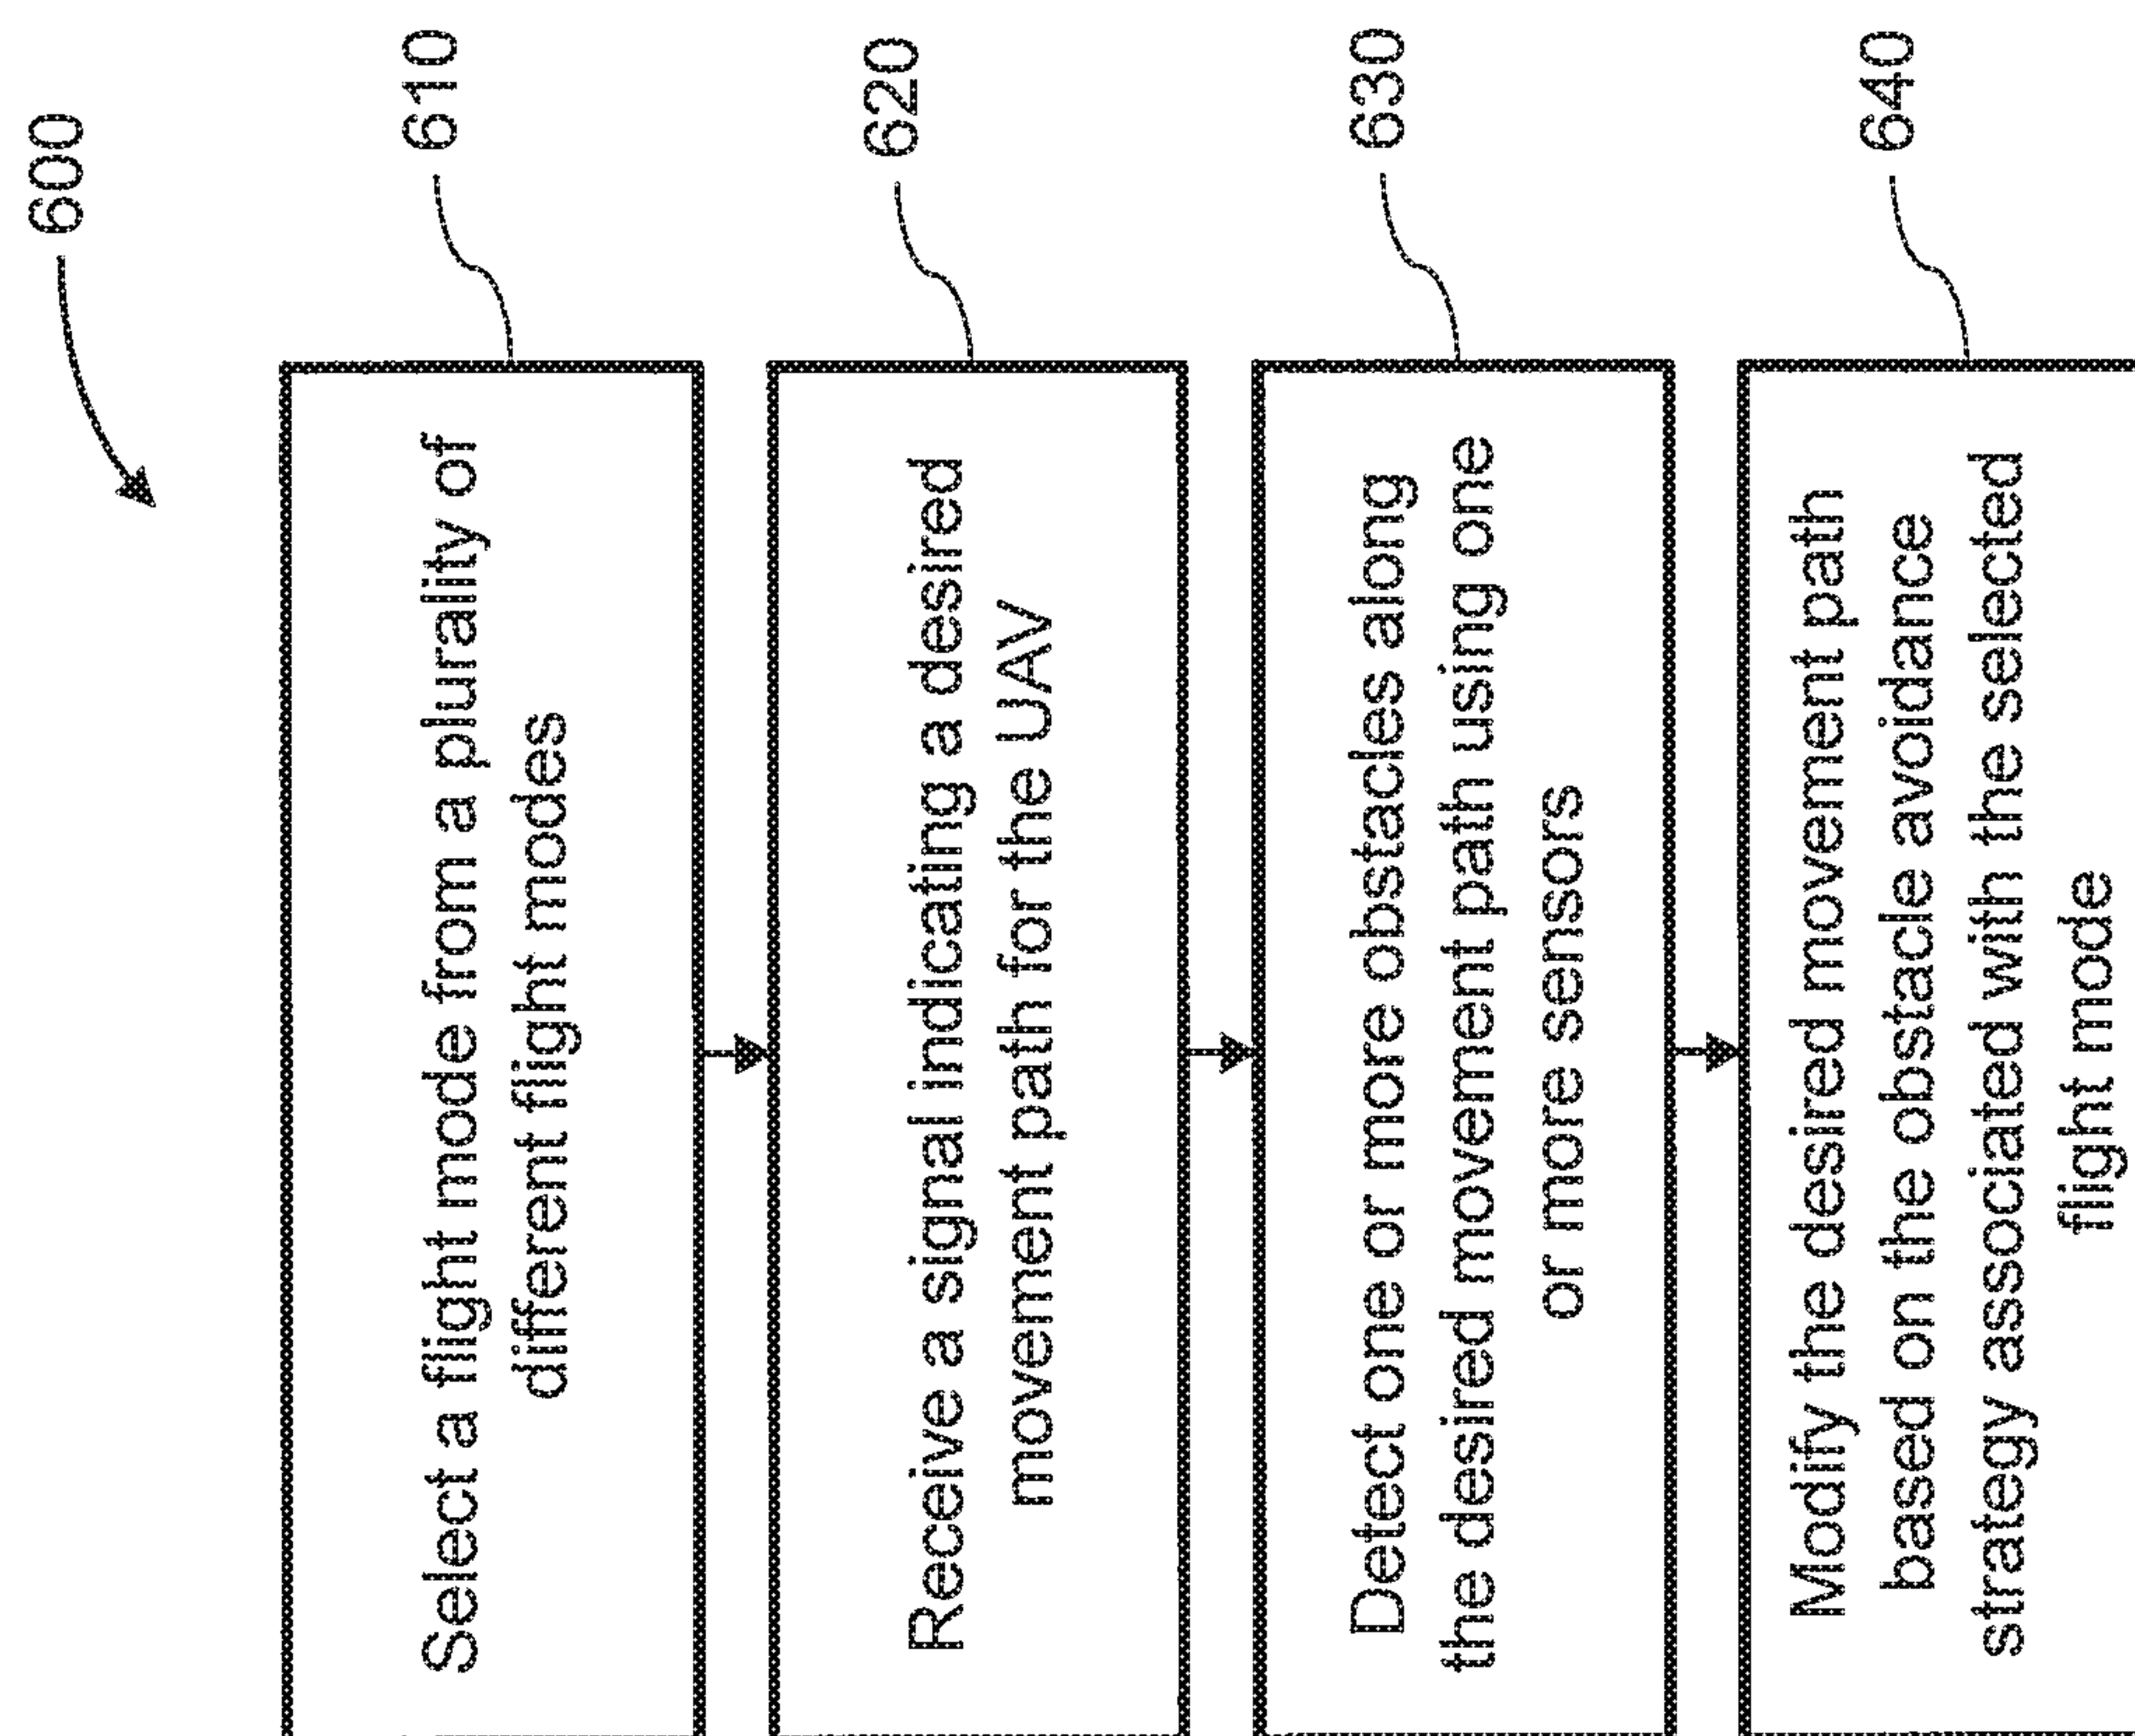 600
610
Select a flight mode from a plurality of
different flight modes
620
Receive a signal indicating a desired
movement path for the UAV
630
Detect one or more obstacles along
the desired movement path using one
or more sensors
640
Modify the desired movement path
based on the obstacle avoidance
strategy associated with the selected
flight mode